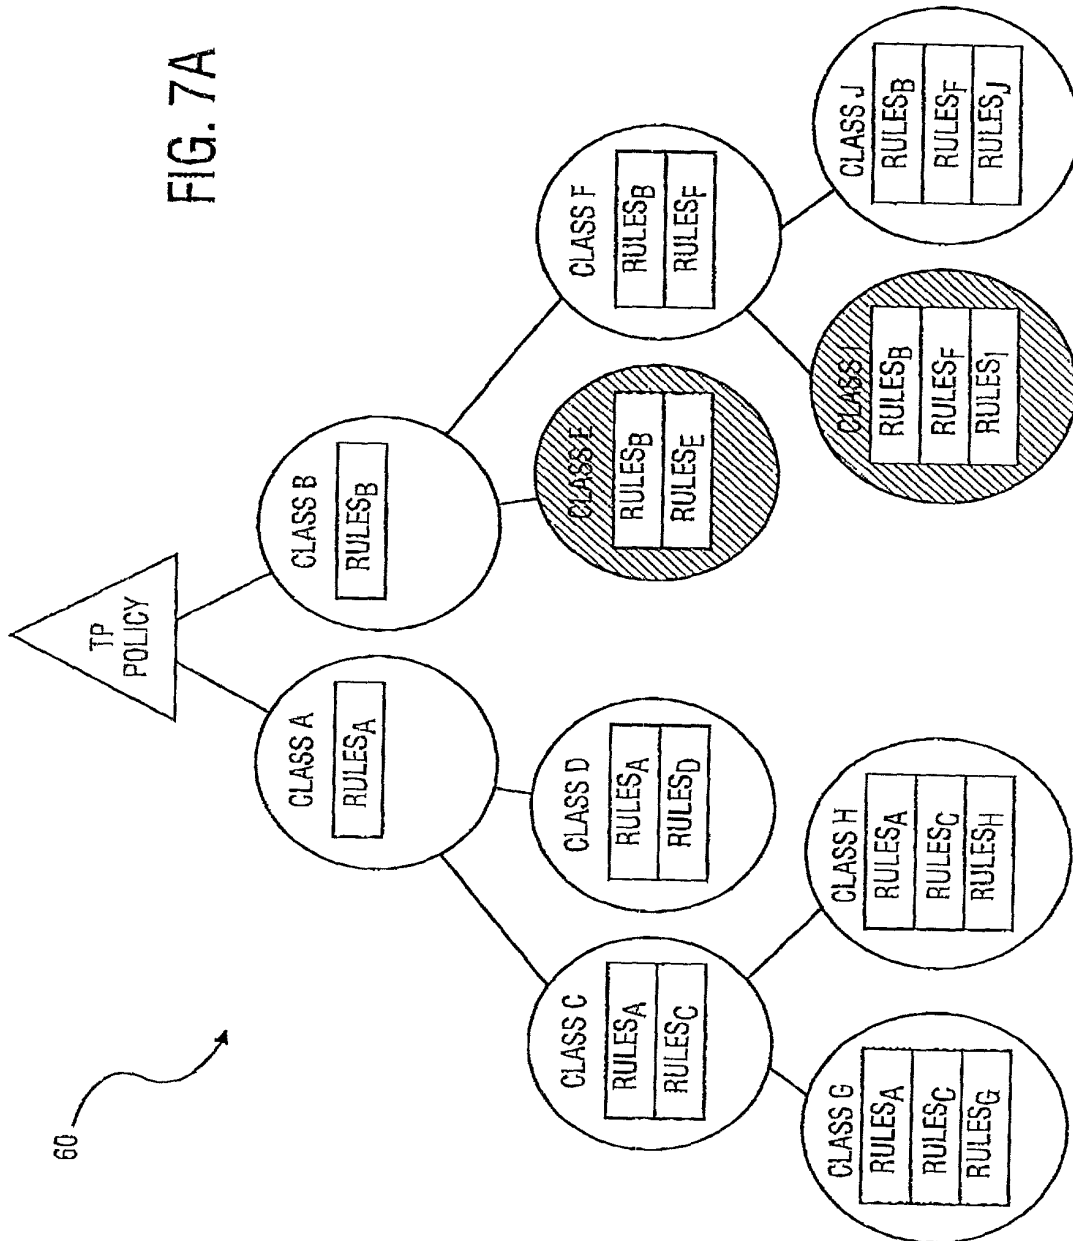 FIG. 7A
60
TP
POLICY
CLASS A
RULESA
CLASS B
RULESB
CLASS C
RULESA
RULESC
CLASS D
RULESA
RULESD
CLASS E
RULESB
RULESE
CLASS F
RULESB
RULESF
CLASS G
RULESA
RULESC
RULESG
CLASS H
RULESA
RULESC
RULESH
CLASS I
RULESB
RULESF
RULESI
CLASS J
RULESB
RULESF
RULESJ